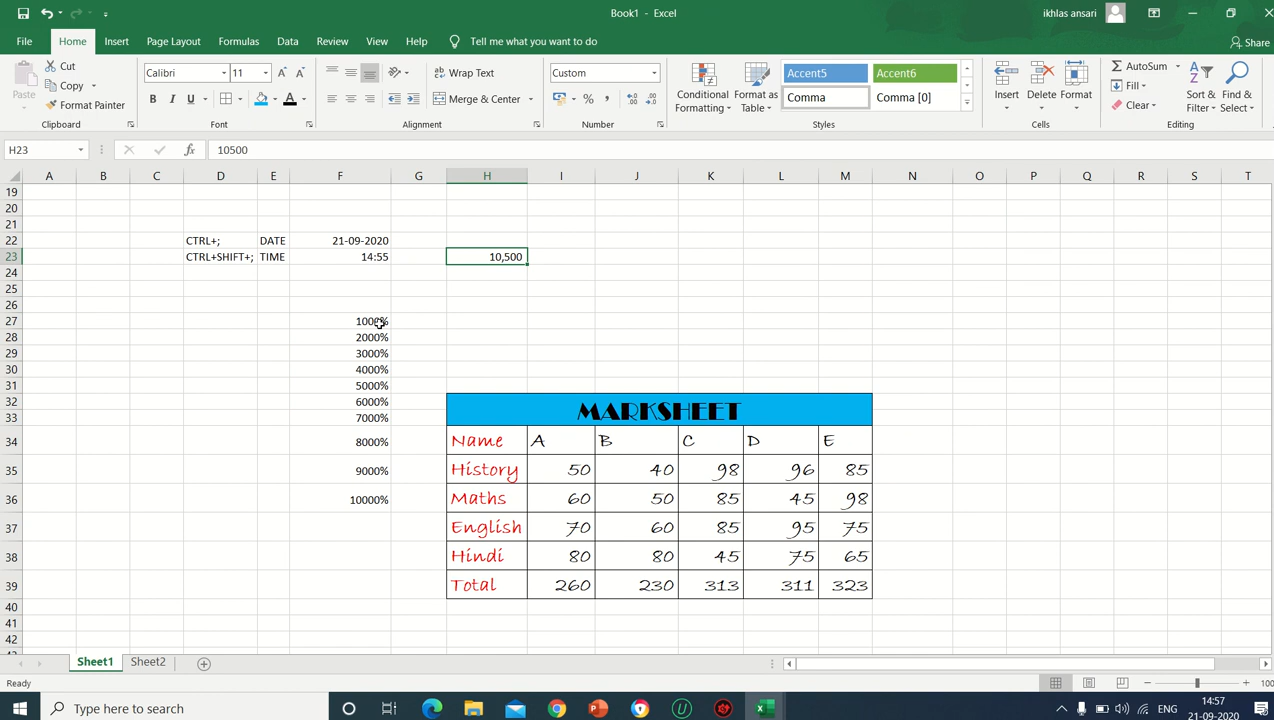 Book1 - Excel
ikhlas ansari
File Home Insert Page Layout Formulas Data Review View Help Tell me what you want to do
Share
Paste
Cut
Copy
Format Painter
Clipboard
Calibri 11
B I U
Font
Wrap Text
Merge & Center
Alignment
Custom
Number
Conditional Formatting
Format as Table
Accent5 Accent6
Comma Comma [0]
Styles
Insert Delete Format
Cells
AutoSum
Fill
Clear
Sort & Filter
Find & Select
Editing
H23 fx 10500
A B C D E F G H I J K L M N O P Q R S T
19
20
21
22 CTRL+; DATE 21-09-2020
23 CTRL+SHIFT+; TIME 14:55 10,500
24
25
26
27 1000%
28 2000%
29 3000%
30 4000%
31 5000%
32 6000% MARKSHEET
33 7000%
34 8000% Name A B C D E
35 9000% History 50 40 98 96 85
36 10000% Maths 60 50 85 45 98
37 English 70 60 85 95 75
38 Hindi 80 80 45 75 65
39 Total 260 230 313 311 323
40
41
42
Sheet1 Sheet2
Ready
100
Type here to search
ENG
14:57
21-09-2020